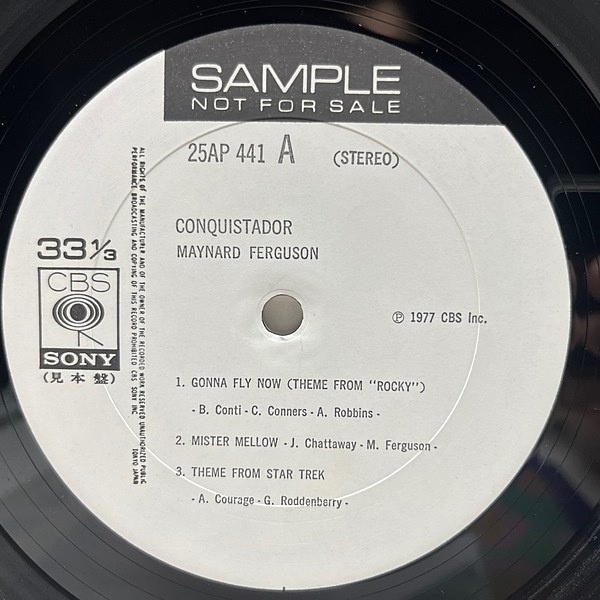 SAMPLE
NOT FOR SALE
25AP 441 A (STEREO)
CONQUISTADOR
MAYNARD FERGUSON
33 1/3
CBS
SONY
(見本盤)
ALL RIGHTS OF THE MANUFACTURER AND OF THE OWNER OF THE RECORDED WORK RESERVED UNAUTHORIZED PUBLIC
PERFORMANCE BROADCASTING AND COPYING OF THIS RECORD PROHIBITED CBS SONY INC TOKYO JAPAN
℗ 1977 CBS Inc.
1. GONNA FLY NOW (THEME FROM "ROCKY")
- B. Conti - C. Conners - A. Robbins -
2. MISTER MELLOW - J. Chattaway - M. Ferguson -
3. THEME FROM STAR TREK
- A. Courage - G. Roddenberry -